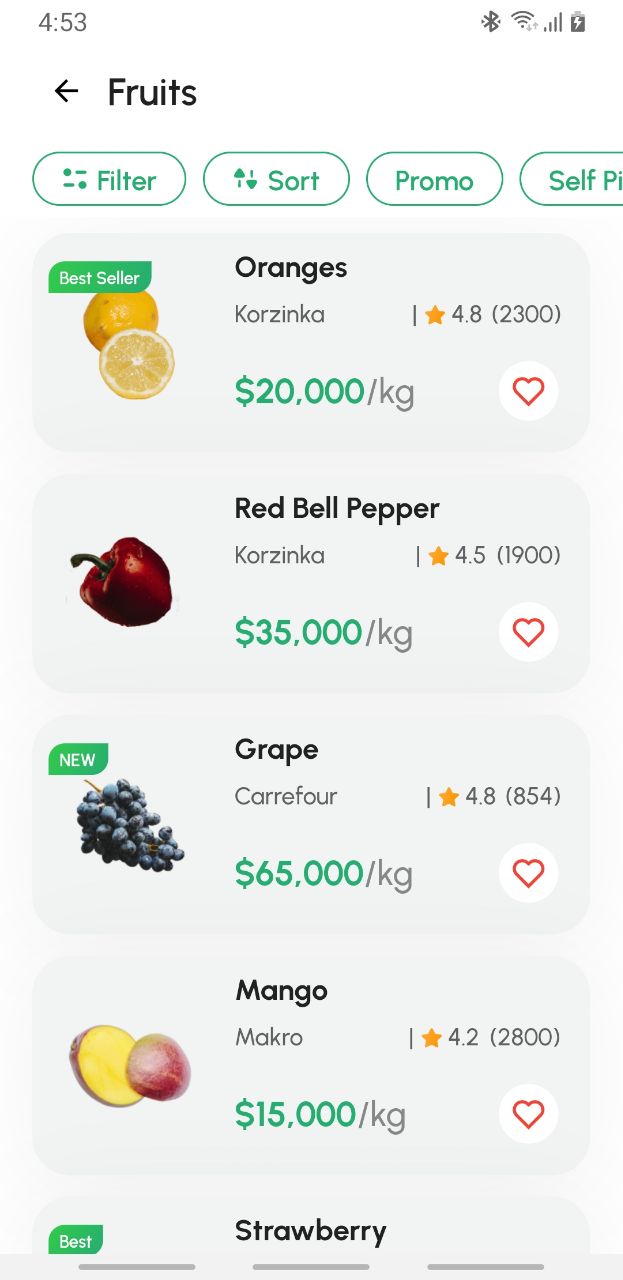 4:53
Fruits
Filter
Sort
Promo
Self Pi
Best Seller
Oranges
Korzinka
| 4.8 (2300)
$20,000/kg
Red Bell Pepper
Korzinka
| 4.5 (1900)
$35,000/kg
NEW
Grape
Carrefour
| 4.8 (854)
$65,000/kg
Mango
Makro
| 4.2 (2800)
$15,000/kg
Best
Strawberry